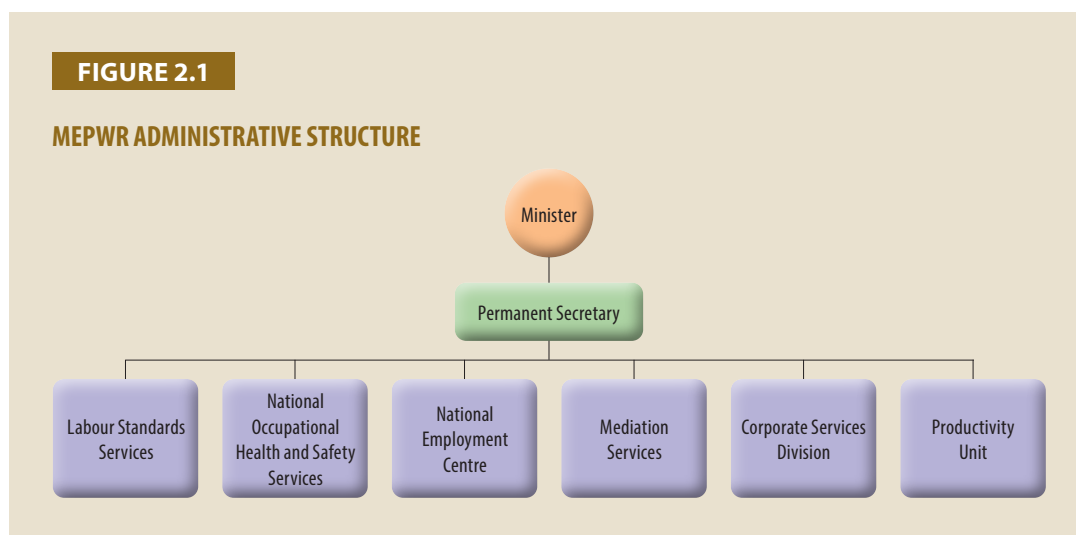 FIGURE 2.1
MEPWR ADMINISTRATIVE STRUCTURE
Minister
Permanent Secretary
Labour Standards
Services
National
Occupational
Health and Safety
Services
National
Employment
Centre
Mediation
Services
Corporate Services
Division
Productivity
Unit